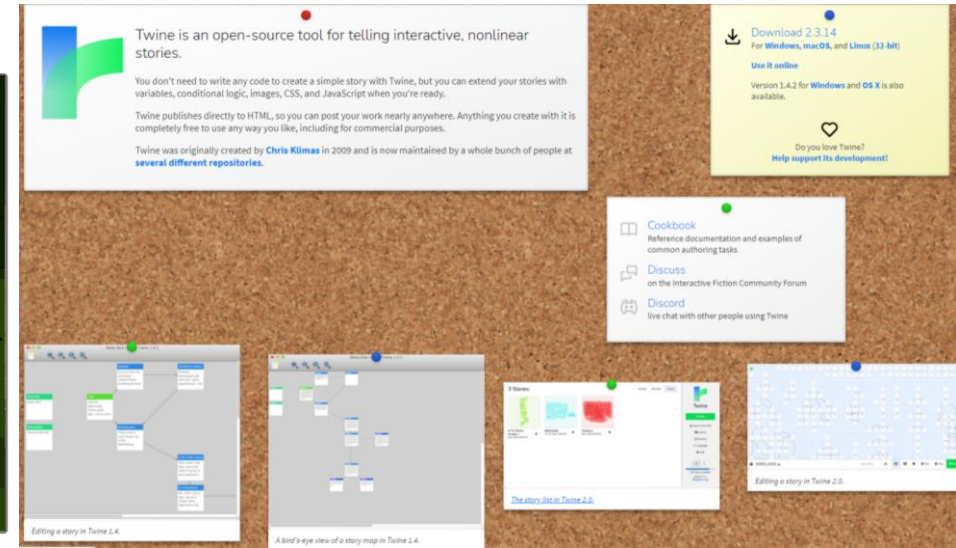 Twine is an open-source tool for telling interactive, nonlinear
stories.
You don't need to write any code to create a simple story with Twine, but you can extend your stories with
variables, conditional logic, images, CSS, and JavaScript when you're ready.
Twine publishes directly to HTML, so you can post your work nearly anywhere. Anything you create with it is
completely free to use any way you like, including for commercial purposes.
Twine was originally created by Chris Klimas in 2009 and is now maintained by a whole bunch of people at
several different repositories.
Download 2.3.14
For Windows, macOS, and Linux (32-bit)
Use it online
Version 1.4.2 for Windows and OS X is also
available.
Do you love Twine?
Help support its development!
Cookbook
Reference documentation and examples of
common authoring tasks
Discuss
on the Interactive Fiction Community Forum
Discord
live chat with other people using Twine
Editing a story in Twine 1.4.
A bird's-eye view of a story map in Twine 1.4.
Stories
Twine
The story list in Twine 2.0.
Editing a story in Twine 2.0.